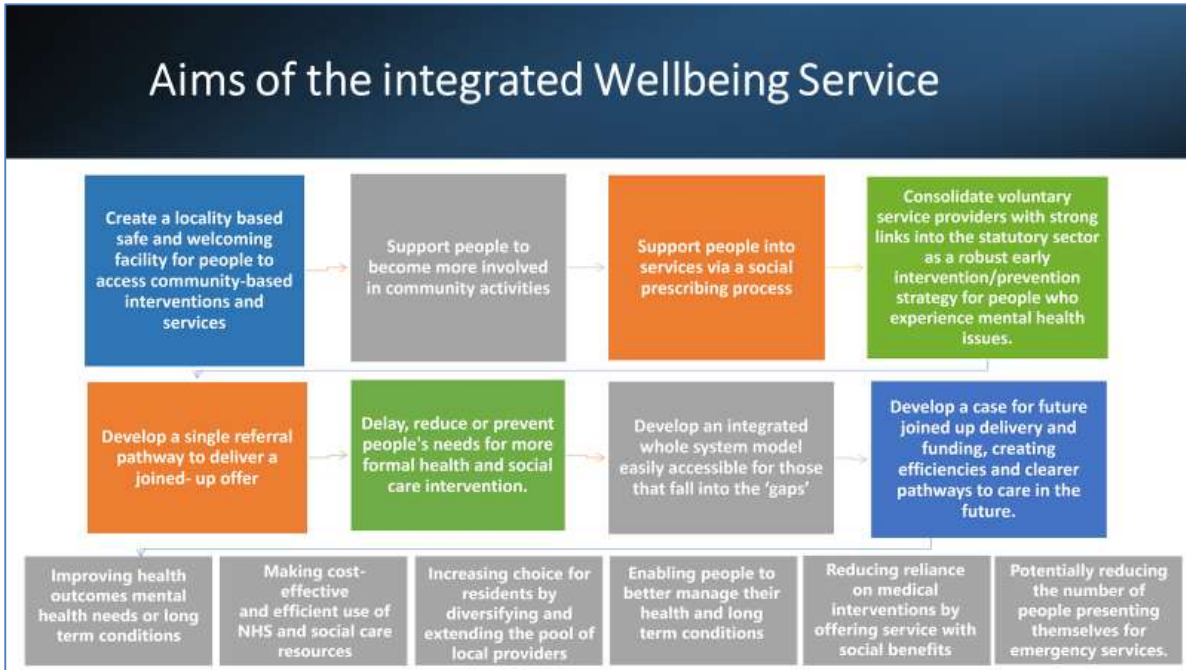 Aims of the integrated Wellbeing Service
Create a locality based
safe and welcoming
facility for people to
access community-based
interventions and
services
Support people to
become more involved
in community activities
Support people into
services via a social
prescribing process
Consolidate voluntary
service providers with strong
links into the statutory sector
as a robust early
intervention/prevention
strategy for people who
experience mental health
issues.
Develop a single referral
pathway to deliver a
joined- up offer
Delay, reduce or prevent
people's needs for more
formal health and social
care intervention.
Develop an integrated
whole system model
easily accessible for those
that fall into the ‘gaps’
Develop a case for future
joined up delivery and
funding, creating
efficiencies and clearer
pathways to care in the
future.
Improving health
outcomes mental
health needs or long
term conditions
Making cost-
effective
and efficient use of
NHS and social care
resources
Increasing choice for
residents by
diversifying and
extending the pool of
local providers
Enabling people to
better manage their
health and long
term conditions
Reducing reliance
on medical
interventions by
offering service with
social benefits
Potentially reducing
the number of
people presenting
themselves for
emergency services.